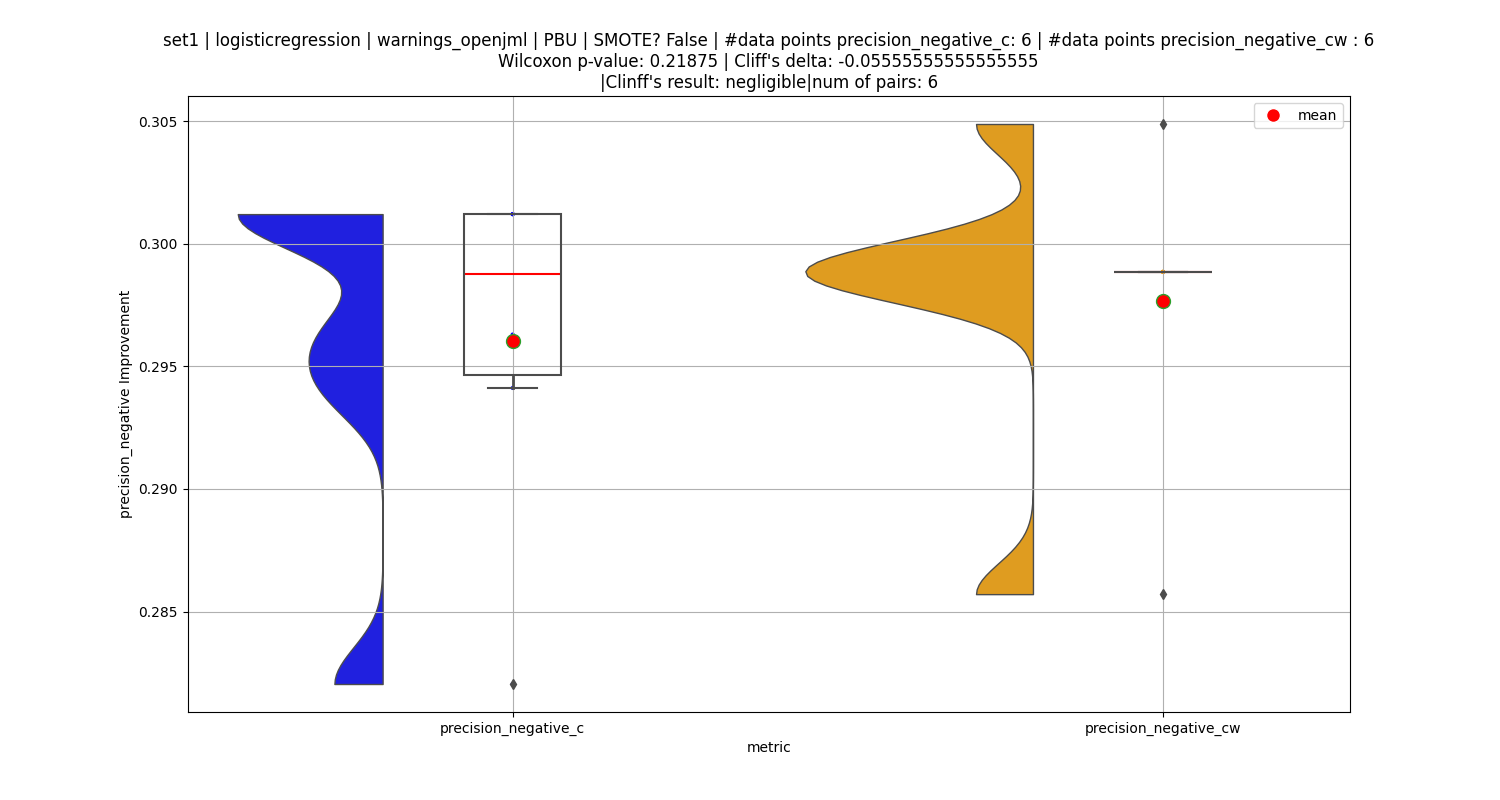 set1 | logisticregression | warnings_openjml | PBU | SMOTE? False | #data points precision_negative_c: 6 | #data points precision_negative_cw : 6
Wilcoxon p-value: 0.21875 | Cliff's delta: -0.05555555555555555
|Clinff's result: negligible|num of pairs: 6
mean
0.305
0.300
0.295
0.290
0.285
precision_negative Improvement
precision_negative_c
precision_negative_cw
metric